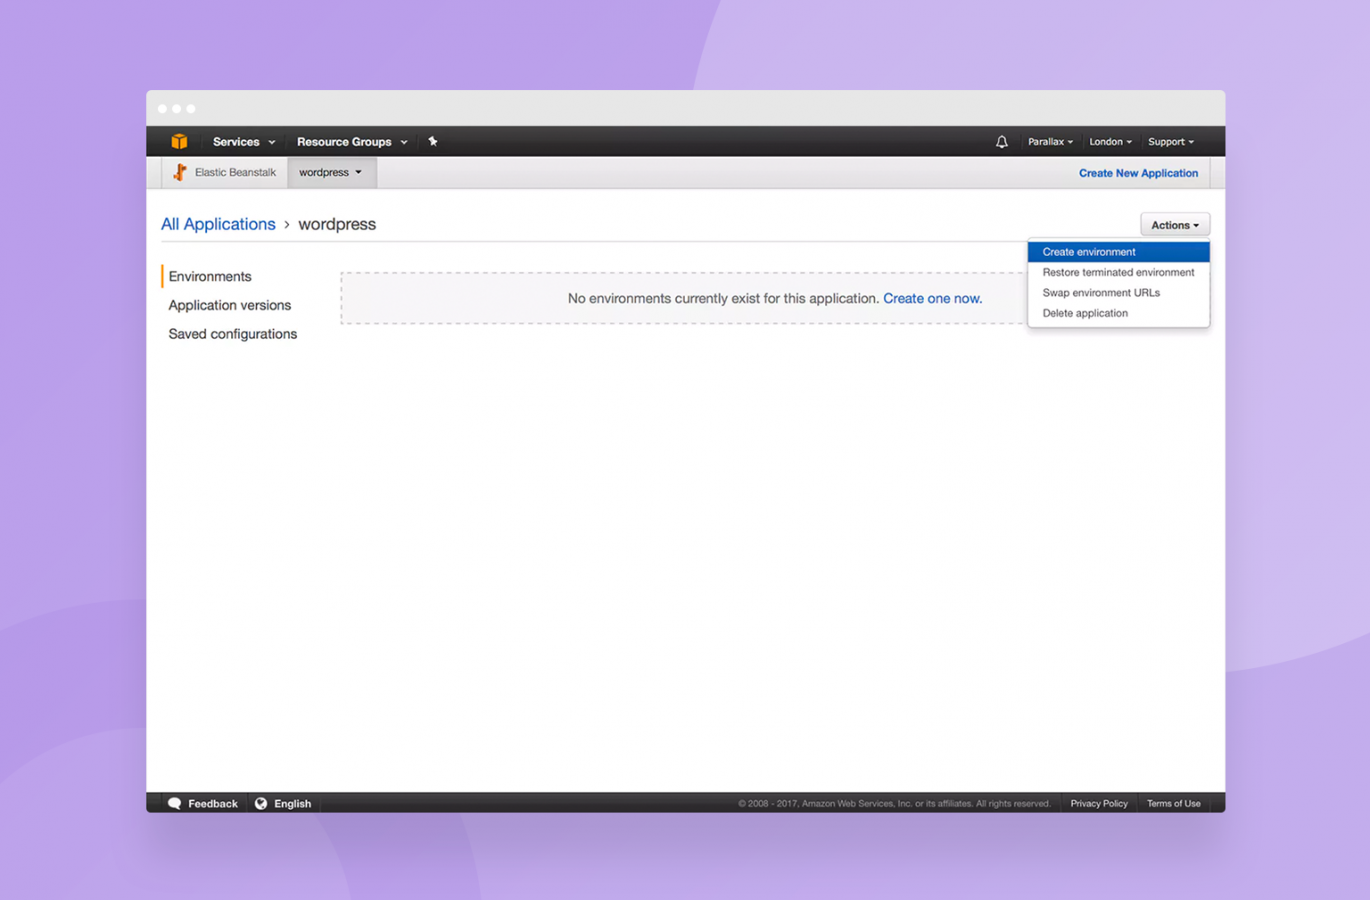 Services Resource Groups Parallax London Support
Elastic Beanstalk wordpress Create New Application
All Applications › wordpress Actions
Create environment
Restore terminated environment
Swap environment URLs
Delete application
Environments
Application versions
Saved configurations
No environments currently exist for this application. Create one now.
Feedback English © 2008 - 2017, Amazon Web Services, Inc. or its affiliates. All rights reserved. Privacy Policy Terms of Use